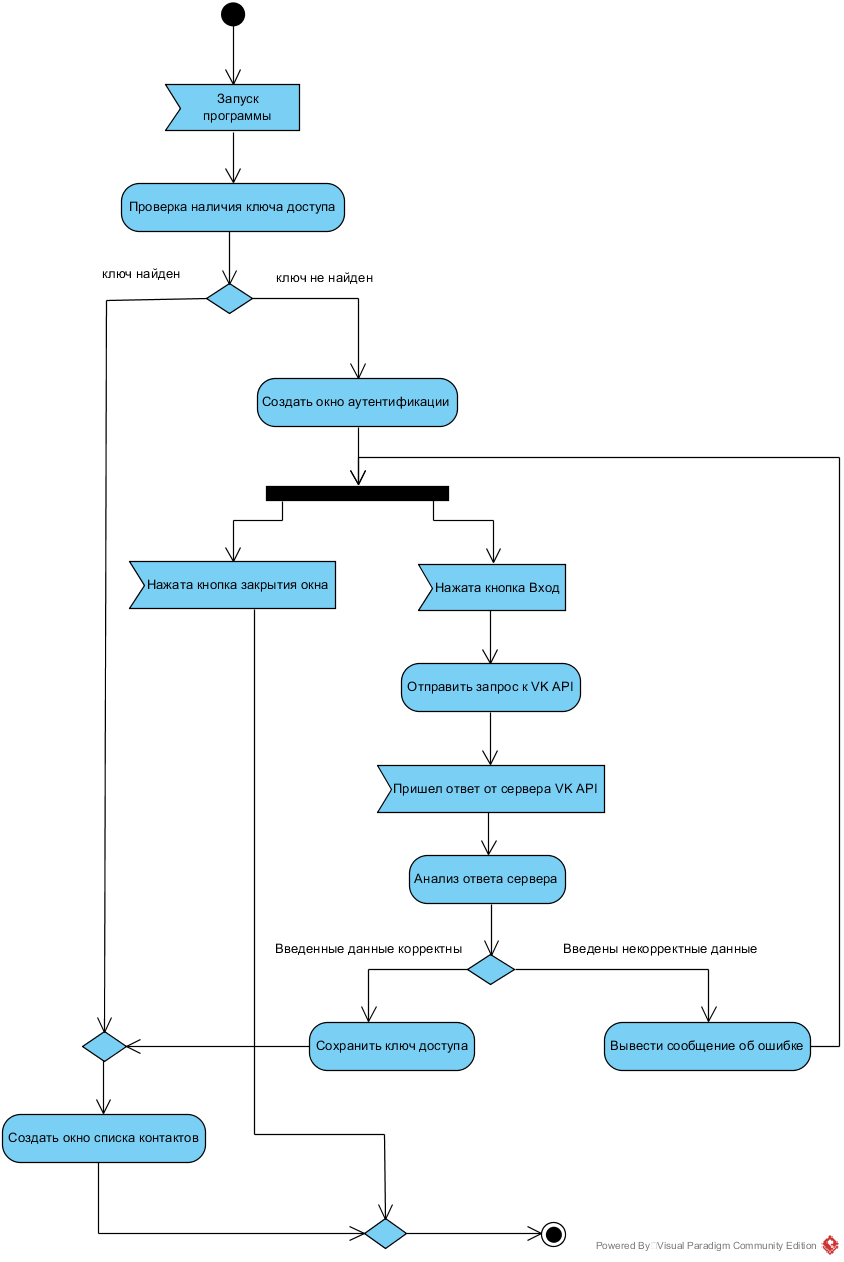 Запуск
программы
Проверка наличия ключа доступа
ключ найден
ключ не найден
Создать окно аутентификации
Нажата кнопка закрытия окна
Нажата кнопка Вход
Отправить запрос к VK API
Пришел ответ от сервера VK API
Анализ ответа сервера
Введенные данные корректны
Введены некорректные данные
Сохранить ключ доступа
Вывести сообщение об ошибке
Создать окно списка контактов
Powered By Visual Paradigm Community Edition